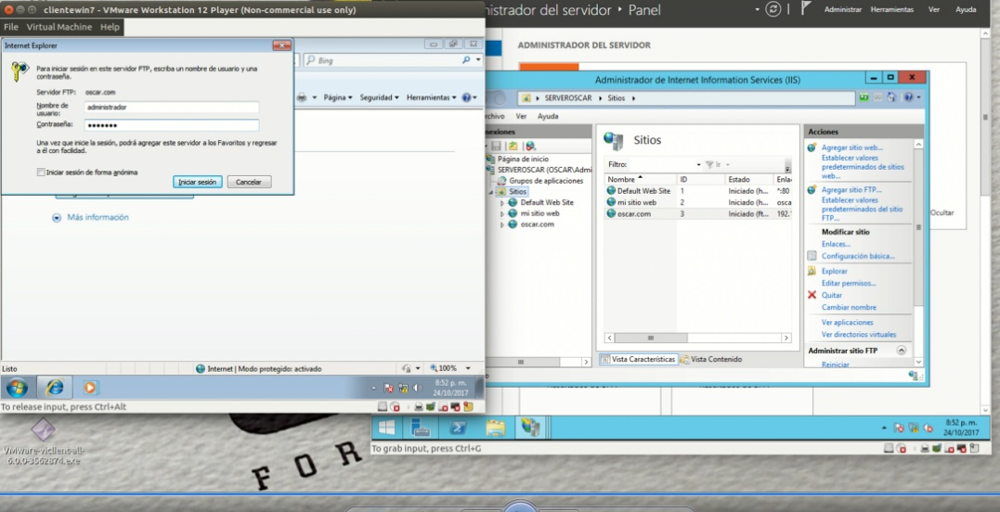 clientewin7 - VMware Workstation 12 Player (Non-commercial use only)
File Virtual Machine Help
Internet Explorer
Para iniciar sesión en este servidor FTP, escriba un nombre de usuario y una
contraseña.
Servidor FTP: oscar.com
Nombre de
usuario:
administrador
Contraseña:
Una vez que inicie la sesión, podrá agregar este servidor a los Favoritos y regresar
a él con facilidad.
Iniciar sesión de forma anónima
Iniciar sesión Cancelar
Bing
Página Seguridad Herramientas
Más información
Listo
Internet | Modo protegido: activado
100%
8:52 p. m.
24/10/2017
To release input, press Ctrl+Alt
nistrador del servidor Panel
Administrar Herramientas Ver Ayuda
ADMINISTRADOR DEL SERVIDOR
Ocultar
Administrador de Internet Information Services (IIS)
SERVEROSCAR Sitios
rchivo Ver Ayuda
nexiones
Página de inicio
SERVEROSCAR (OSCAR\Admi
Grupos de aplicaciones
Sitios
Default Web Site
mi sitio web
oscar.com
Sitios
Filtro:
Ir
Nombre ID Estado Enla
Default Web Site 1 Iniciado (h... *:80
mi sitio web 2 Iniciado (h... osca
oscar.com 3 Iniciado (ft... 192.
Vista Características Vista Contenido
Acciones
Agregar sitio web...
Establecer valores
predeterminados de sitios
web...
Agregar sitio FTP...
Establecer valores
predeterminados del sitio
FTP...
Modificar sitio
Enlaces...
Configuración básica...
Explorar
Editar permisos...
Quitar
Cambiar nombre
Ver aplicaciones
Ver directorios virtuales
Administrar sitio FTP
Reiniciar
8:52 p. m.
24/10/2017
To grab input, press Ctrl+G
VMware-viclient-all-
6.0.0-3562874.exe
FOR